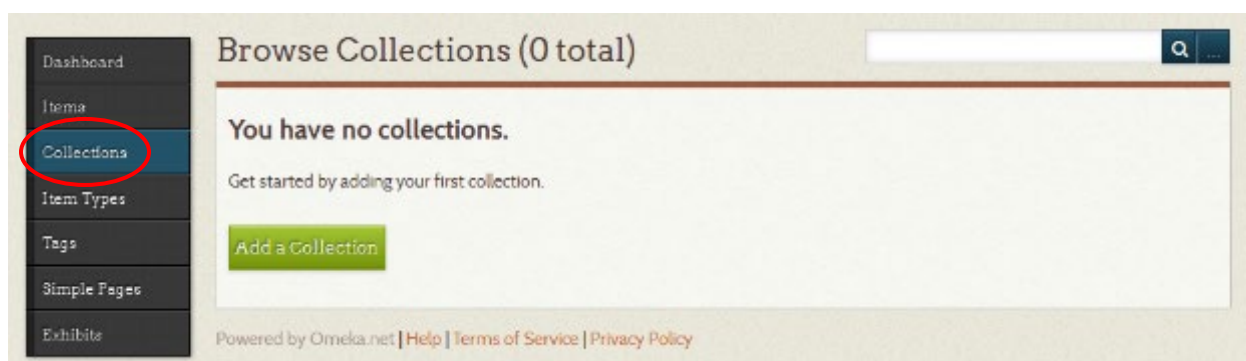 Dashboard
Items
Collections
Item Types
Tags
Simple Pages
Exhibits
Browse Collections (0 total)
...
You have no collections.
Get started by adding your first collection.
Add a Collection
Powered by Omeka.net | Help | Terms of Service | Privacy Policy